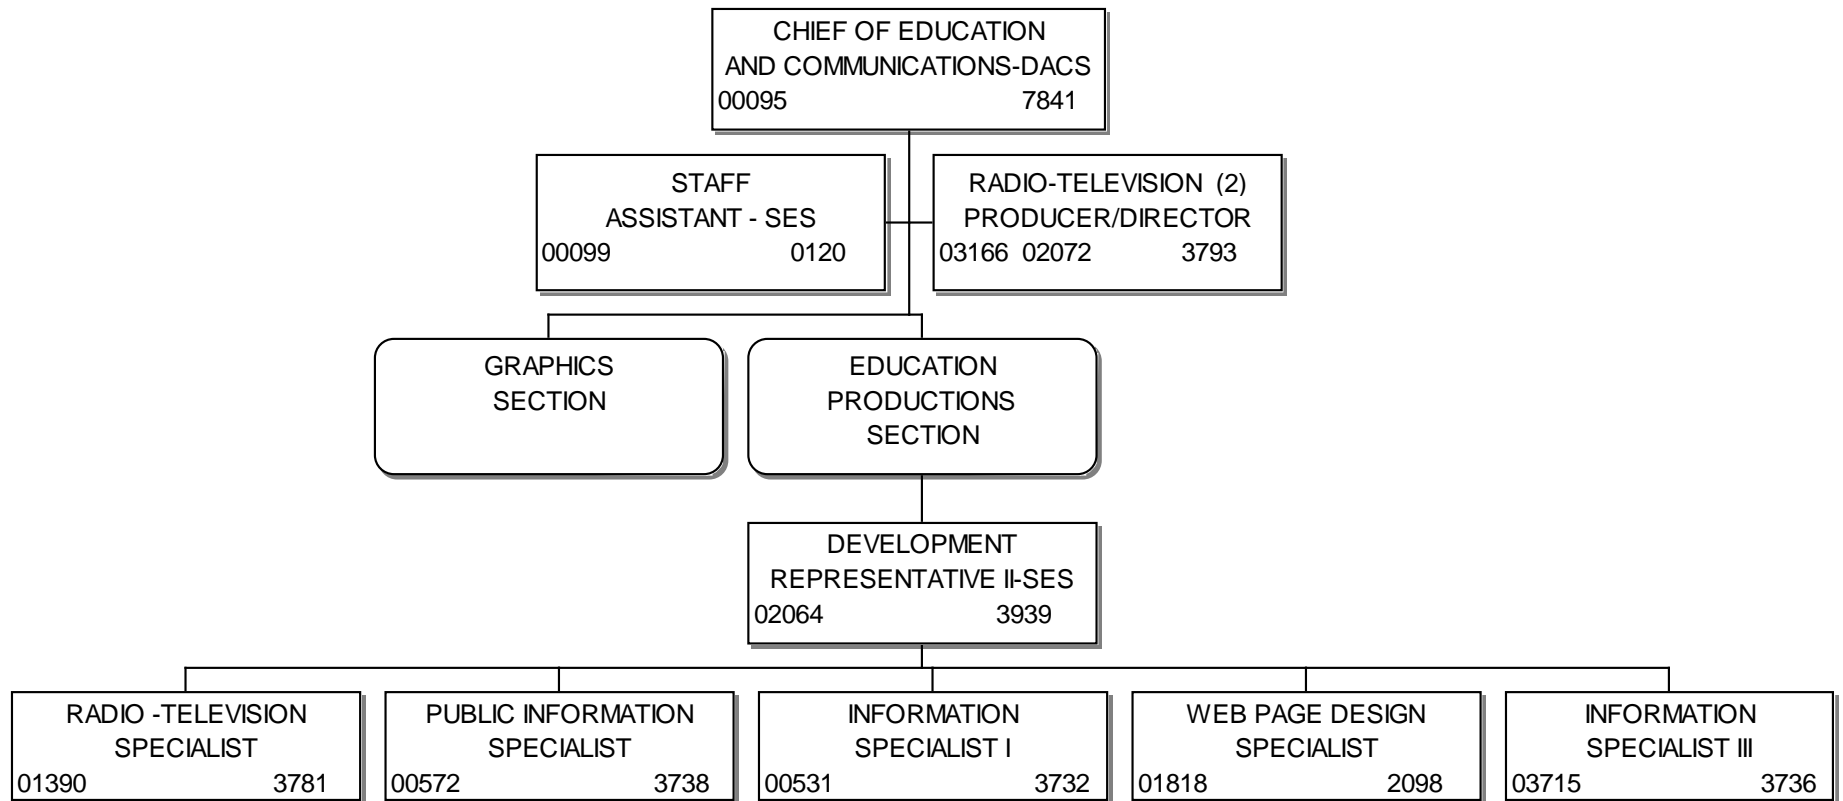 CHIEF OF EDUCATION
AND COMMUNICATIONS-DACS
00095 7841
STAFF
ASSISTANT - SES
00099 0120
RADIO-TELEVISION (2)
PRODUCER/DIRECTOR
03166 02072 3793
GRAPHICS
SECTION
EDUCATION
PRODUCTIONS
SECTION
DEVELOPMENT
REPRESENTATIVE II-SES
02064 3939
RADIO -TELEVISION
SPECIALIST
01390 3781
PUBLIC INFORMATION
SPECIALIST
00572 3738
INFORMATION
SPECIALIST I
00531 3732
WEB PAGE DESIGN
SPECIALIST
01818 2098
INFORMATION
SPECIALIST III
03715 3736